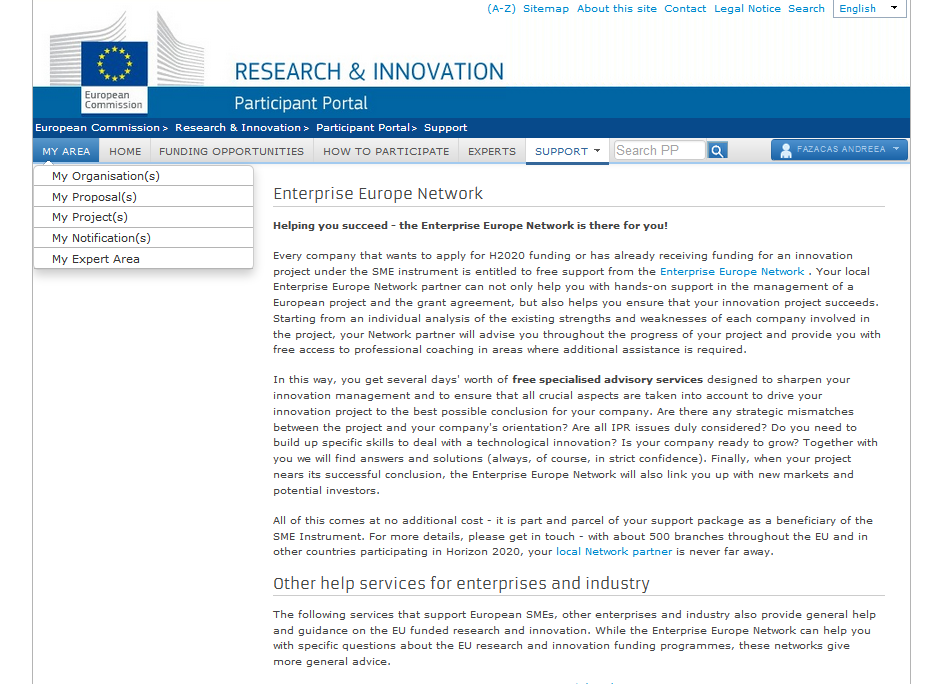 (A-Z) Sitemap About this site Contact Legal Notice Search English
RESEARCH & INNOVATION
European
Commission
Participant Portal
European Commission > Research & Innovation > Participant Portal > Support
MY AREA HOME FUNDING OPPORTUNITIES HOW TO PARTICIPATE EXPERTS SUPPORT Search PP FAZACAS ANDREEA
My Organisation(s)
My Proposal(s)
My Project(s)
My Notification(s)
My Expert Area
Enterprise Europe Network
Helping you succeed - the Enterprise Europe Network is there for you!
Every company that wants to apply for H2020 funding or has already receiving funding for an innovation
project under the SME instrument is entitled to free support from the Enterprise Europe Network . Your local
Enterprise Europe Network partner can not only help you with hands-on support in the management of a
European project and the grant agreement, but also helps you ensure that your innovation project succeeds.
Starting from an individual analysis of the existing strengths and weaknesses of each company involved in
the project, your Network partner will advise you throughout the progress of your project and provide you with
free access to professional coaching in areas where additional assistance is required.
In this way, you get several days' worth of free specialised advisory services designed to sharpen your
innovation management and to ensure that all crucial aspects are taken into account to drive your
innovation project to the best possible conclusion for your company. Are there any strategic mismatches
between the project and your company's orientation? Are all IPR issues duly considered? Do you need to
build up specific skills to deal with a technological innovation? Is your company ready to grow? Together with
you we will find answers and solutions (always, of course, in strict confidence). Finally, when your project
nears its successful conclusion, the Enterprise Europe Network will also link you up with new markets and
potential investors.
All of this comes at no additional cost - it is part and parcel of your support package as a beneficiary of the
SME Instrument. For more details, please get in touch - with about 500 branches throughout the EU and in
other countries participating in Horizon 2020, your local Network partner is never far away.
Other help services for enterprises and industry
The following services that support European SMEs, other enterprises and industry also provide general help
and guidance on the EU funded research and innovation. While the Enterprise Europe Network can help you
with specific questions about the EU research and innovation funding programmes, these networks give
more general advice.